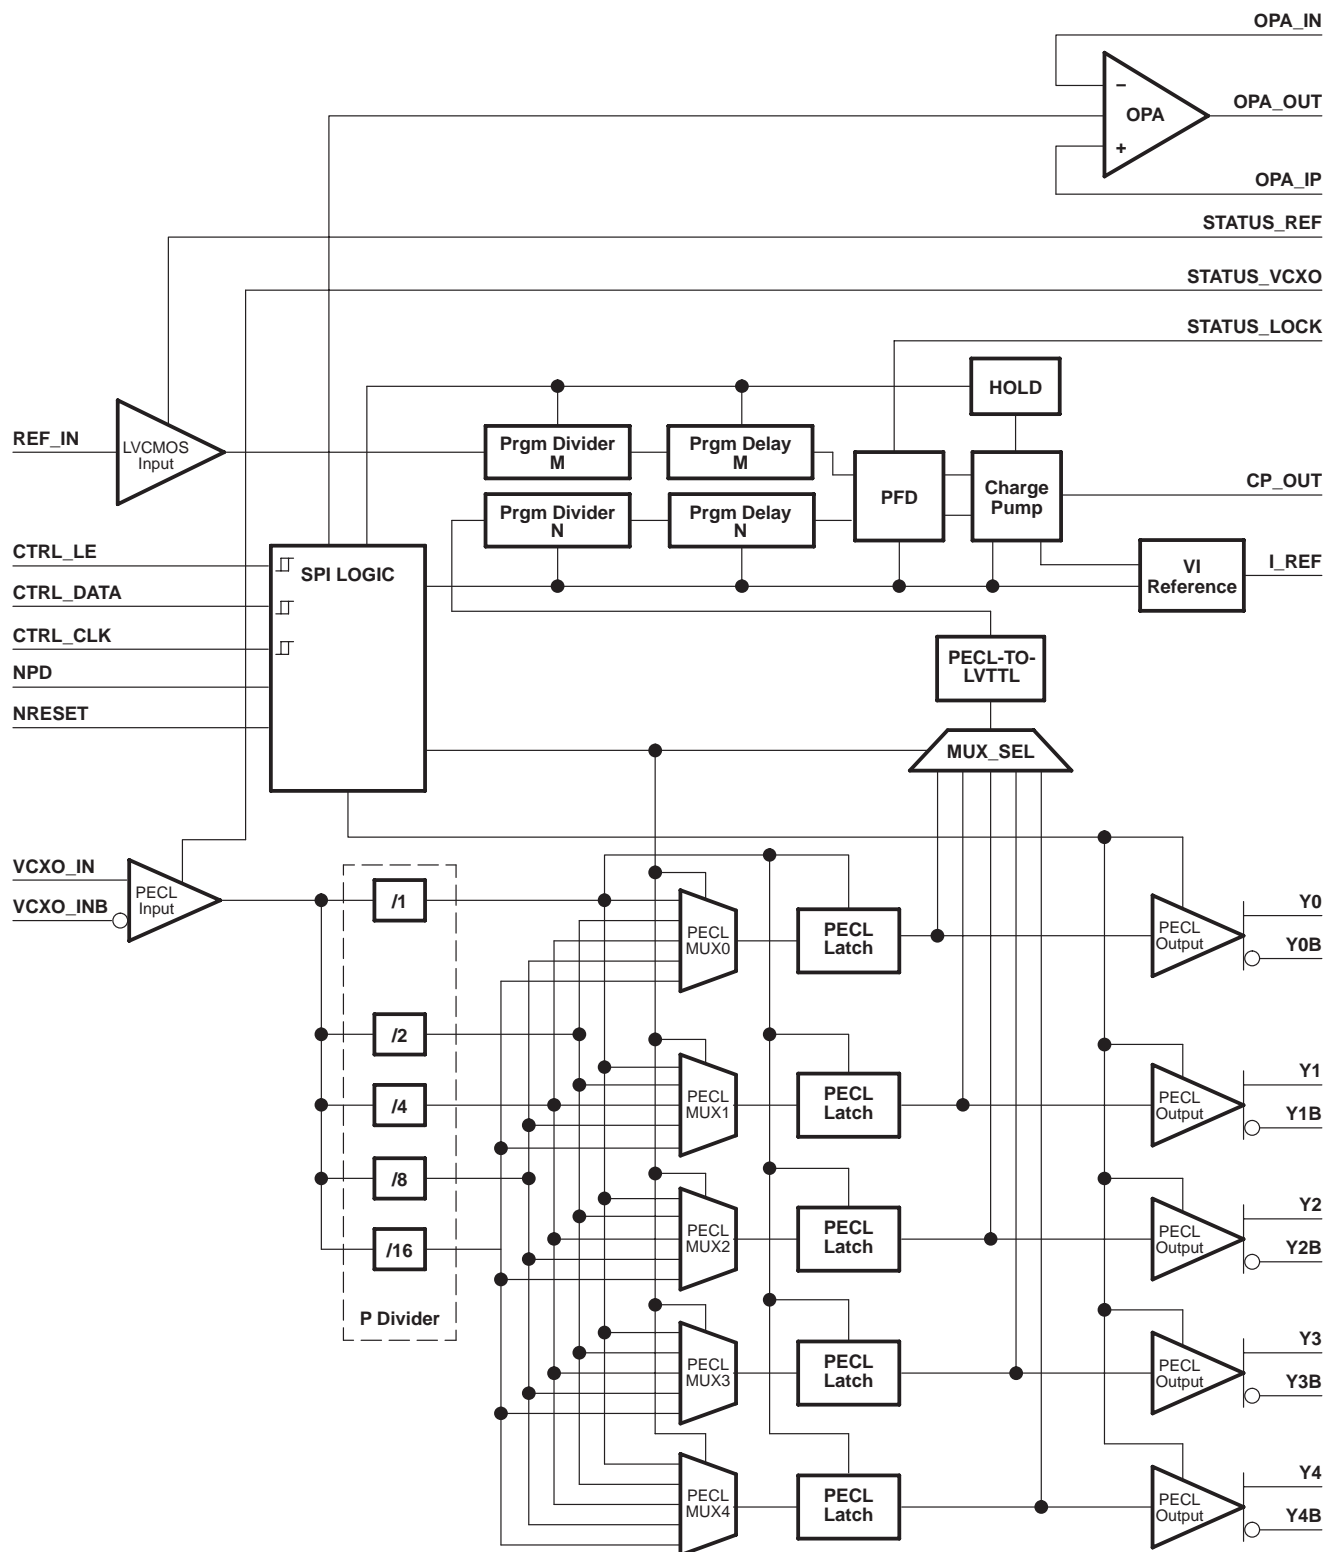 OPA_IN
−
OPA
OPA_OUT
+
OPA_IP
STATUS_REF
STATUS_VCXO
STATUS_LOCK
HOLD
REF_IN
LVCMOS
Input
Prgm Divider
M
Prgm Delay
M
PFD
Charge
Pump
CP_OUT
Prgm Divider
N
Prgm Delay
N
CTRL_LE
SPI LOGIC
VI
Reference
I_REF
CTRL_DATA
CTRL_CLK
NPD
NRESET
PECL-TO-
LVTTL
MUX_SEL
VCXO_IN
VCXO_INB
PECL
Input
/1
PECL
MUX0
PECL
Latch
PECL
Output
Y0
Y0B
/2
/4
PECL
MUX1
PECL
Latch
PECL
Output
Y1
Y1B
/8
/16
PECL
MUX2
PECL
Latch
PECL
Output
Y2
Y2B
P Divider
PECL
MUX3
PECL
Latch
PECL
Output
Y3
Y3B
PECL
MUX4
PECL
Latch
PECL
Output
Y4
Y4B